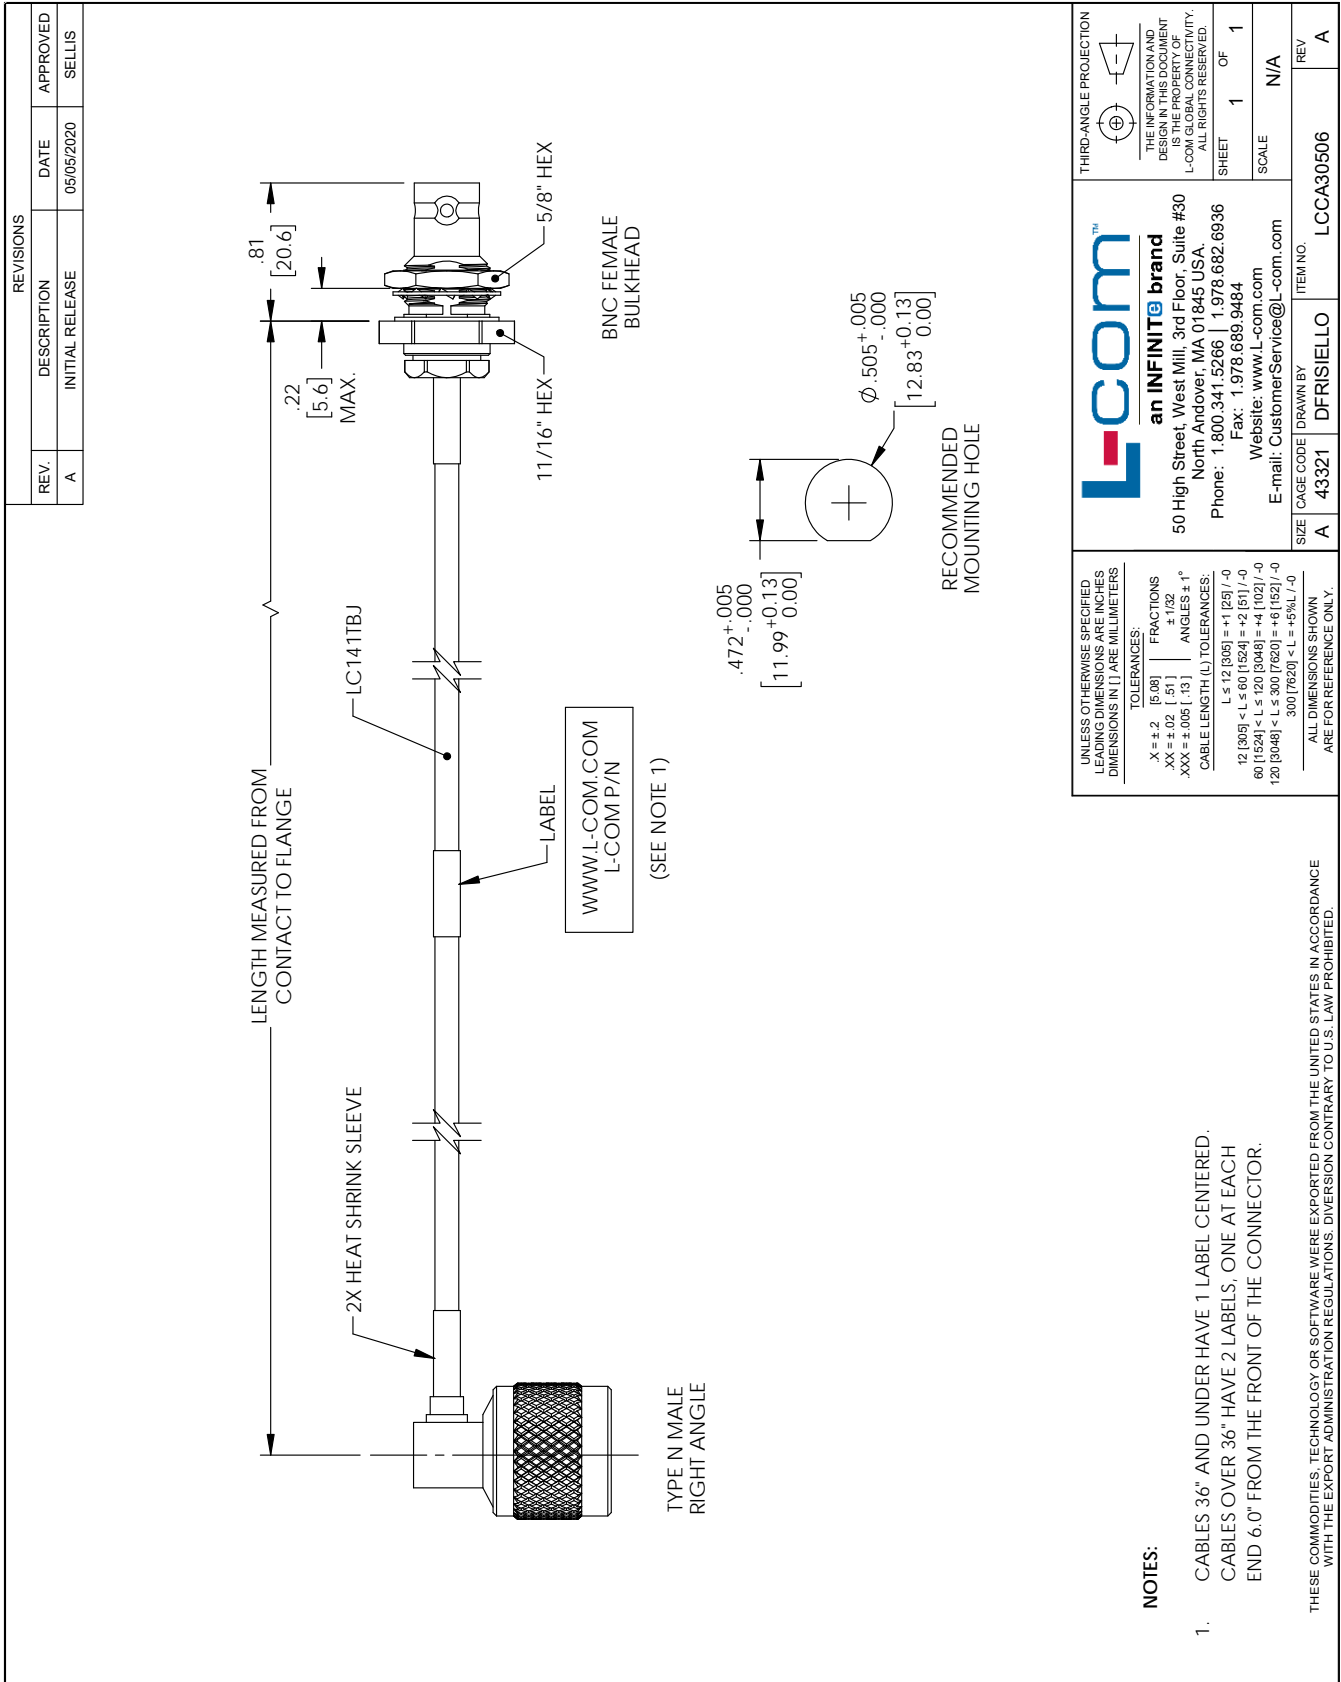 REVISIONS
REV. DESCRIPTION DATE APPROVED
A INITIAL RELEASE 05/05/2020 SELLIS
LENGTH MEASURED FROM
CONTACT TO FLANGE
.81
[20.6]
.22
[5.6]
MAX.
2X HEAT SHRINK SLEEVE
LC141TBJ
11/16" HEX
5/8" HEX
LABEL
WWW.L-COM.COM
L-COM P/N
(SEE NOTE 1)
BNC FEMALE
BULKHEAD
TYPE N MALE
RIGHT ANGLE
.472+.005
-.000
[11.99+0.13
0.00]
Ø.505+.005
-.000
[12.83+0.13
0.00]
RECOMMENDED
MOUNTING HOLE
NOTES:
1. CABLES 36" AND UNDER HAVE 1 LABEL CENTERED.
CABLES OVER 36" HAVE 2 LABELS, ONE AT EACH
END 6.0" FROM THE FRONT OF THE CONNECTOR.
THESE COMMODITIES, TECHNOLOGY OR SOFTWARE WERE EXPORTED FROM THE UNITED STATES IN ACCORDANCE
WITH THE EXPORT ADMINISTRATION REGULATIONS. DIVERSION CONTRARY TO U.S. LAW PROHIBITED.
UNLESS OTHERWISE SPECIFIED
LEADING DIMENSIONS ARE INCHES
DIMENSIONS IN [ ] ARE MILLIMETERS
TOLERANCES:
.X = ±.2 [5.08] FRACTIONS
.XX = ±.02 [.51] ± 1/32
.XXX = ±.005 [.13] ANGLES ± 1°
CABLE LENGTH (L) TOLERANCES:
L ≤ 12 [305] = +1 [25] / -0
12 [305] < L ≤ 60 [1524] = +2 [51] / -0
60 [1524] < L ≤ 120 [3048] = +4 [102] / -0
120 [3048] < L ≤ 300 [7620] = +6 [152] / -0
300 [7620] < L = +5%L / -0
ALL DIMENSIONS SHOWN
ARE FOR REFERENCE ONLY.
L-com™
an INFINIT@ brand
50 High Street, West Mill, 3rd Floor, Suite #30
North Andover, MA 01845 USA.
Phone: 1.800.341.5266 | 1.978.682.6936
Fax: 1.978.689.9484
Website: www.L-com.com
E-mail: CustomerService@L-com.com
THIRD-ANGLE PROJECTION
THE INFORMATION AND
DESIGN IN THIS DOCUMENT
IS THE PROPERTY OF
L-COM GLOBAL CONNECTIVITY.
ALL RIGHTS RESERVED.
SHEET 1 OF 1
SCALE N/A
SIZE CAGE CODE DRAWN BY ITEM NO. REV
A 43321 DFRISIELLO LCCA30506 A